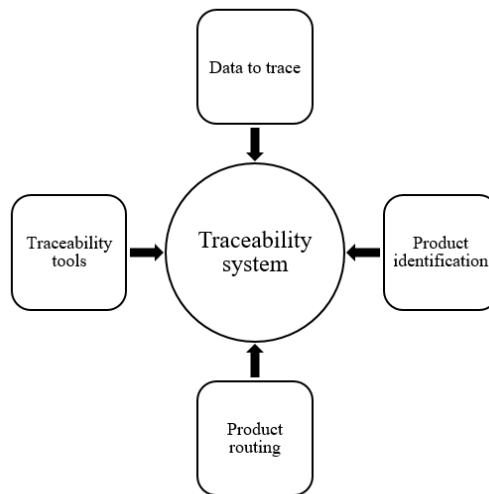 Data to trace
Traceability
tools
Traceability
system
Product
identification
Product
routing